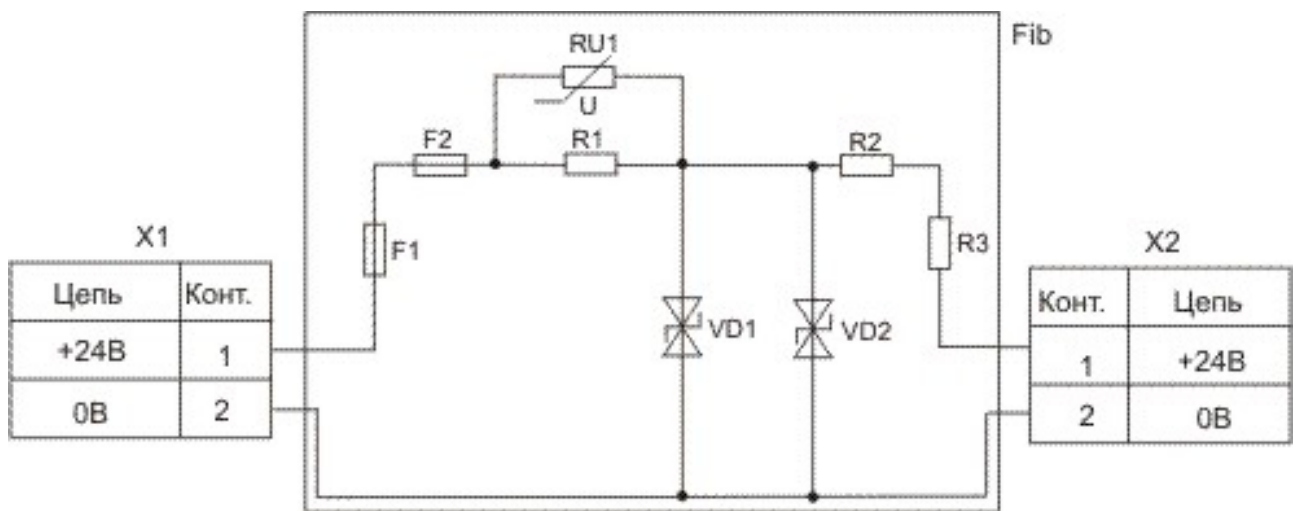 Fib
RU1
U
F2
R1
R2
F1
R3
X1
Цепь Конт.
+24В 1
0В 2
VD1
VD2
X2
Конт. Цепь
1 +24В
2 0В